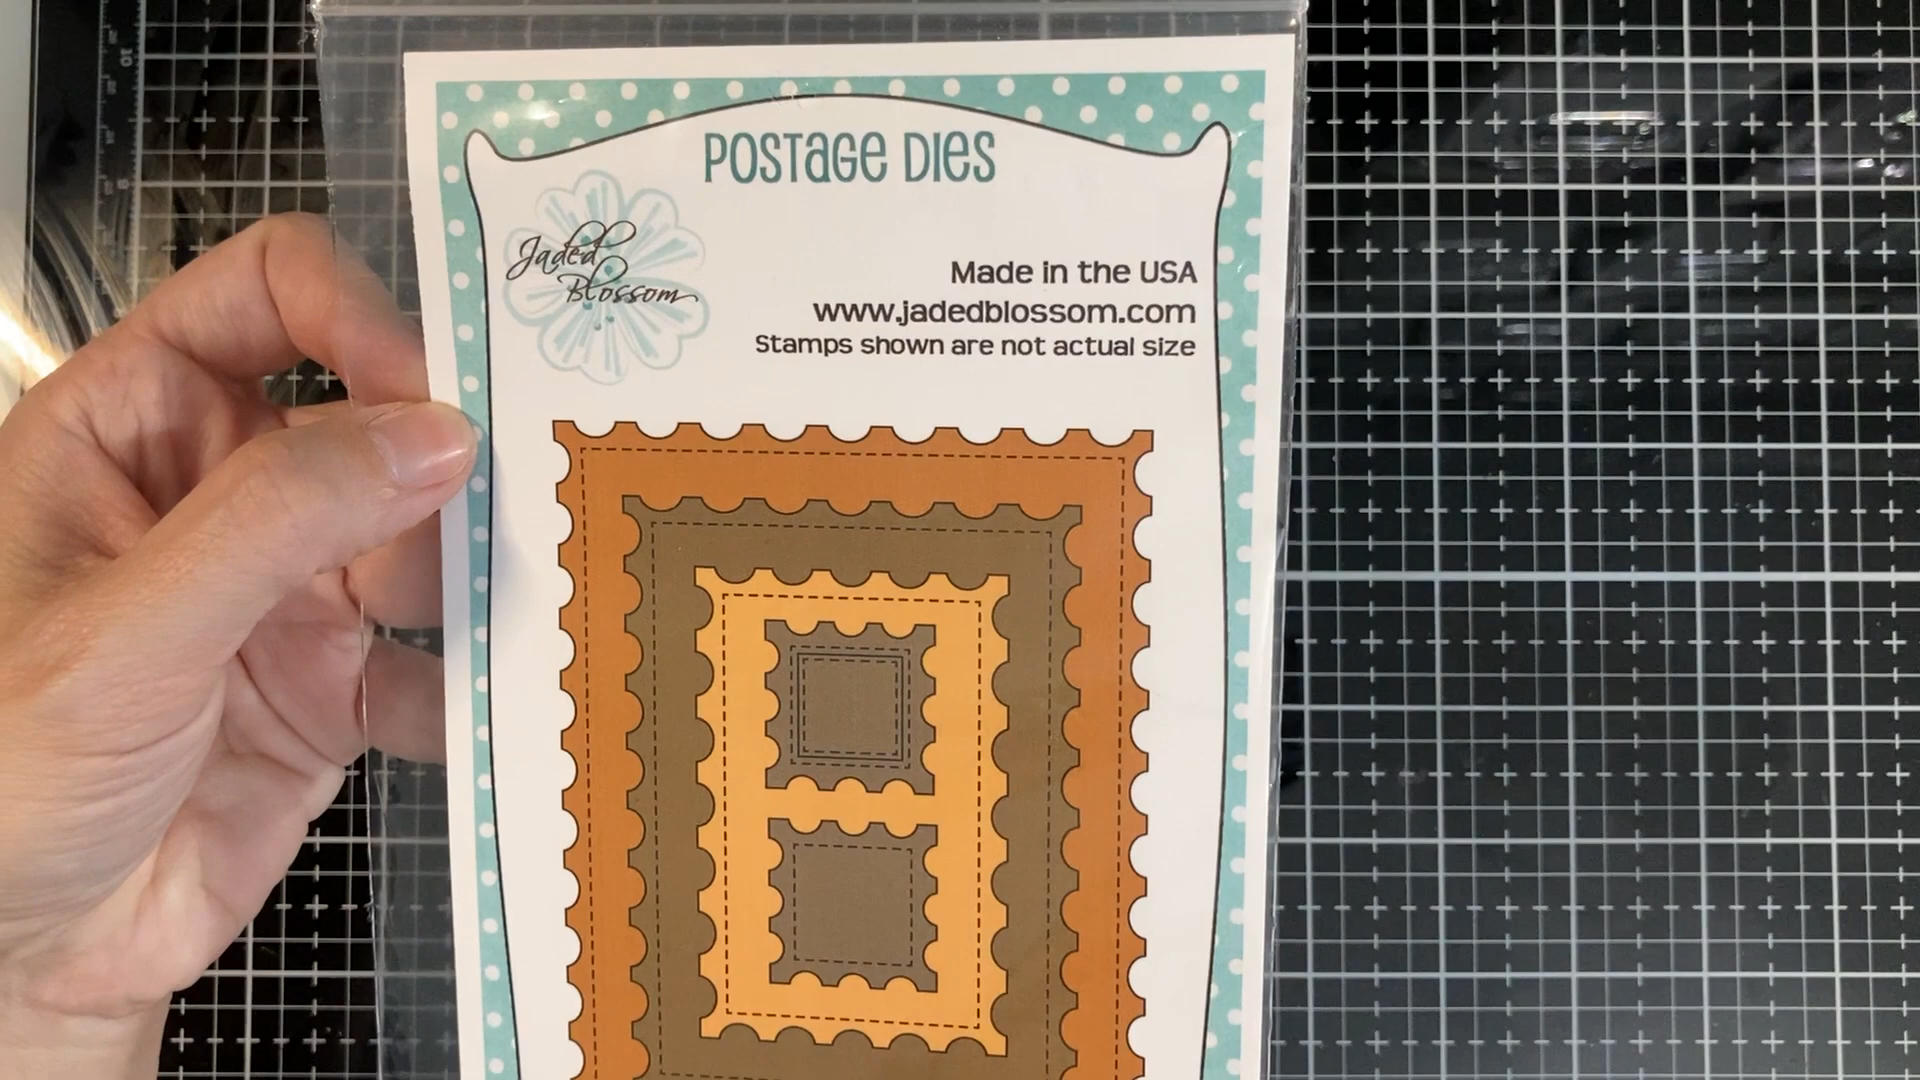 POSTAGE DIES
Jaded
Blossom
Made in the USA
www.jadedblossom.com
Stamps shown are not actual size